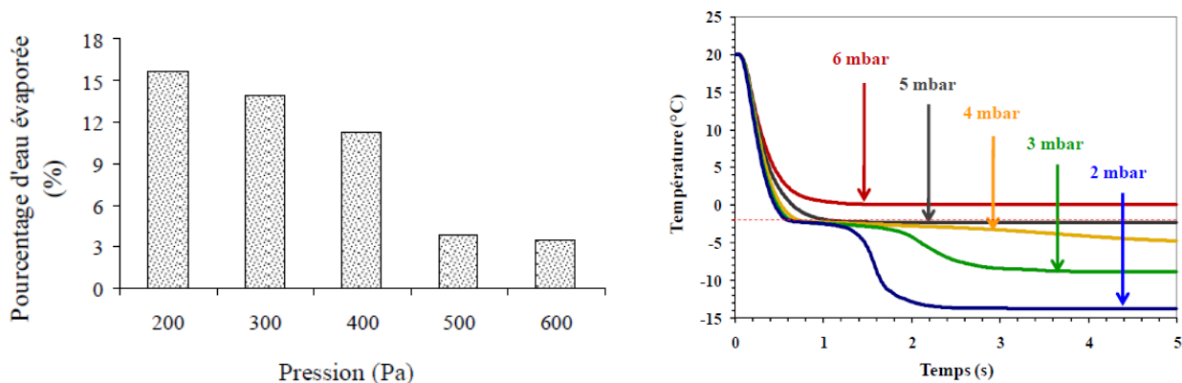 Pourcentage d'eau évaporée
(%)
18
15
12
9
6
3
0
200 300 400 500 600
Pression (Pa)
Température (°C)
25
20
15
10
5
0
-5
-10
-15
6 mbar
5 mbar
4 mbar
3 mbar
2 mbar
0 1 2 3 4 5
Temps (s)